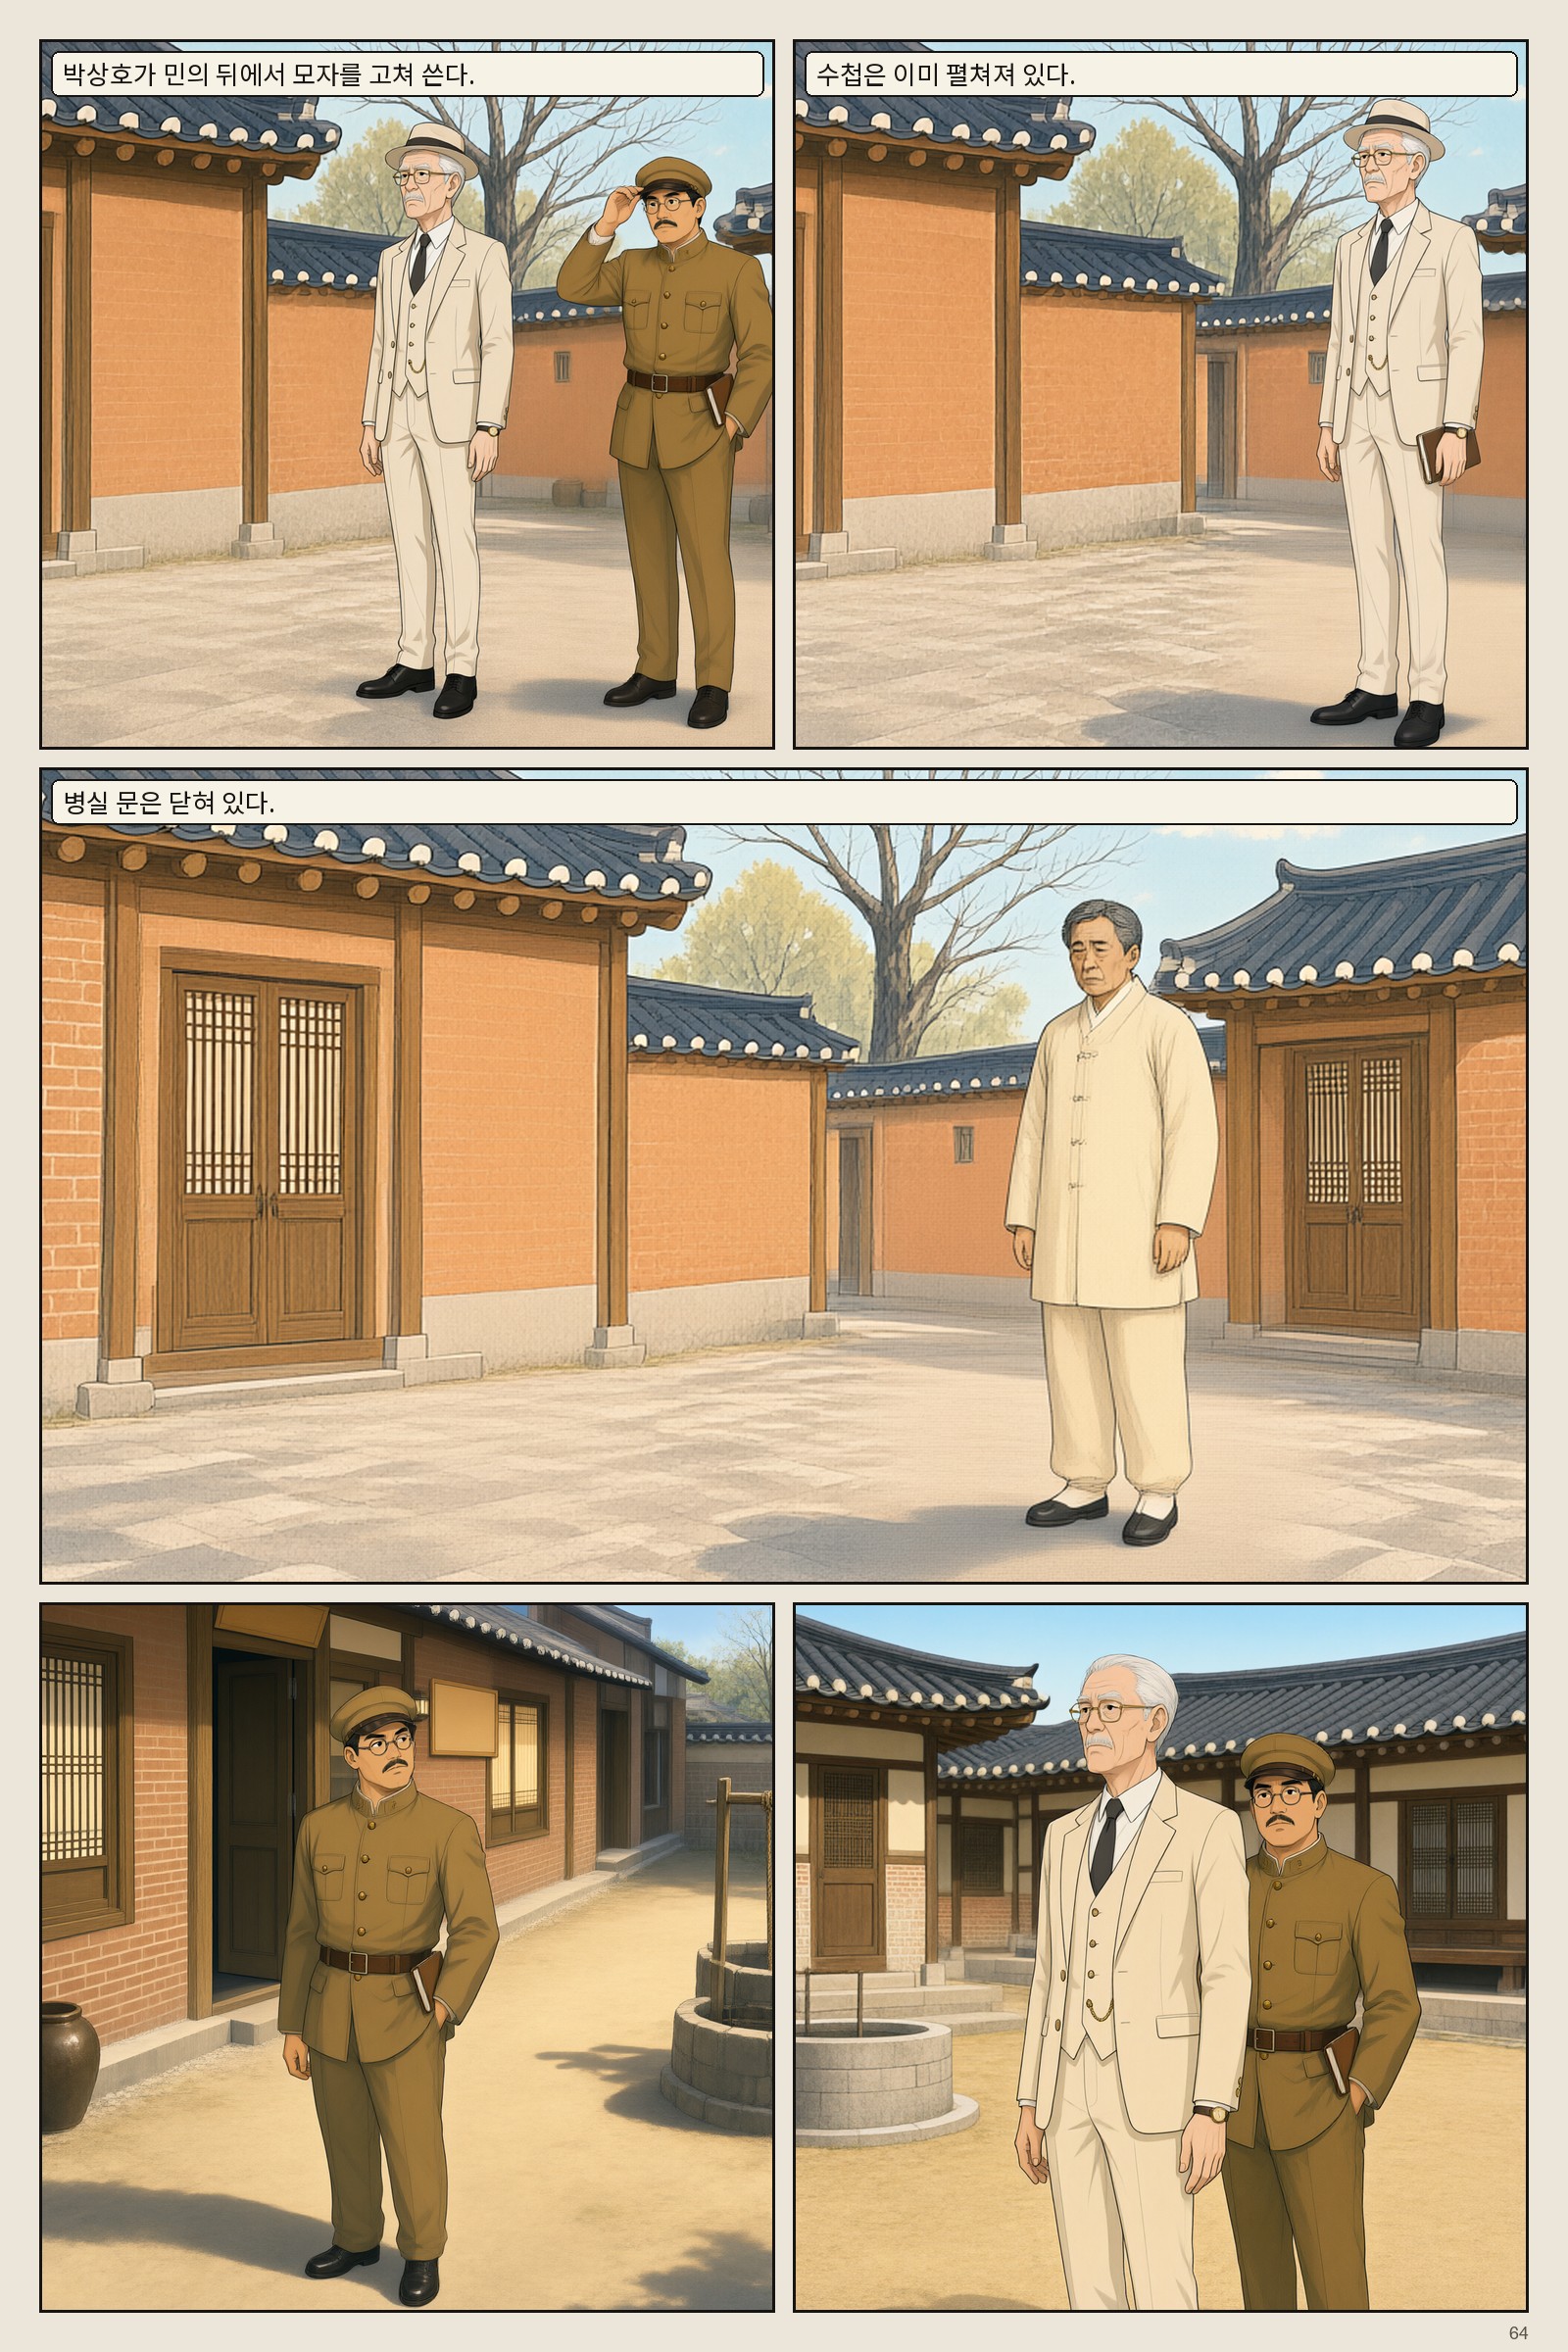 박상호가 민의 뒤에서 모자를 고쳐 쓴다.
수첩은 이미 펼쳐져 있다.
병실 문은 닫혀 있다.
64